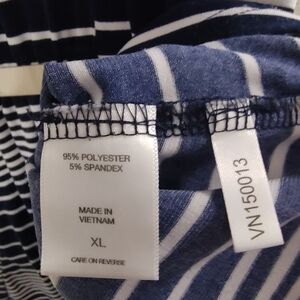 95% POLYESTER
5% SPANDEX
MADE IN
VIETNAM
XL
CARE ON REVERSE
VN150013